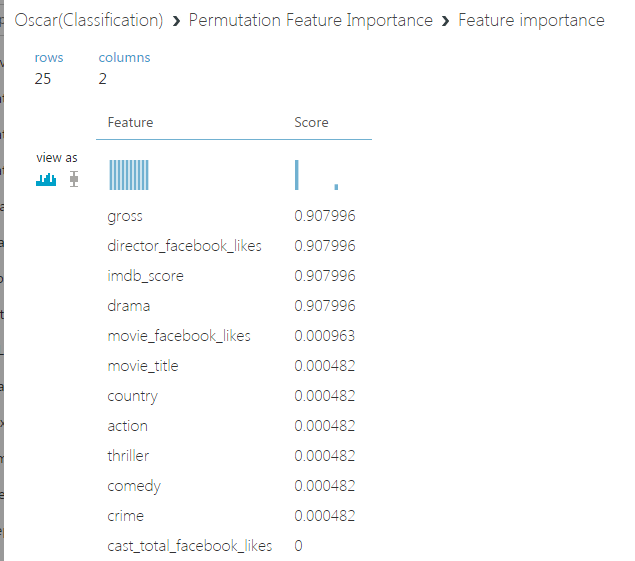 Oscar(Classification) › Permutation Feature Importance › Feature importance
rows columns
25 2
Feature Score
view as
gross 0.907996
director_facebook_likes 0.907996
imdb_score 0.907996
drama 0.907996
movie_facebook_likes 0.000963
movie_title 0.000482
country 0.000482
action 0.000482
thriller 0.000482
comedy 0.000482
crime 0.000482
cast_total_facebook_likes 0